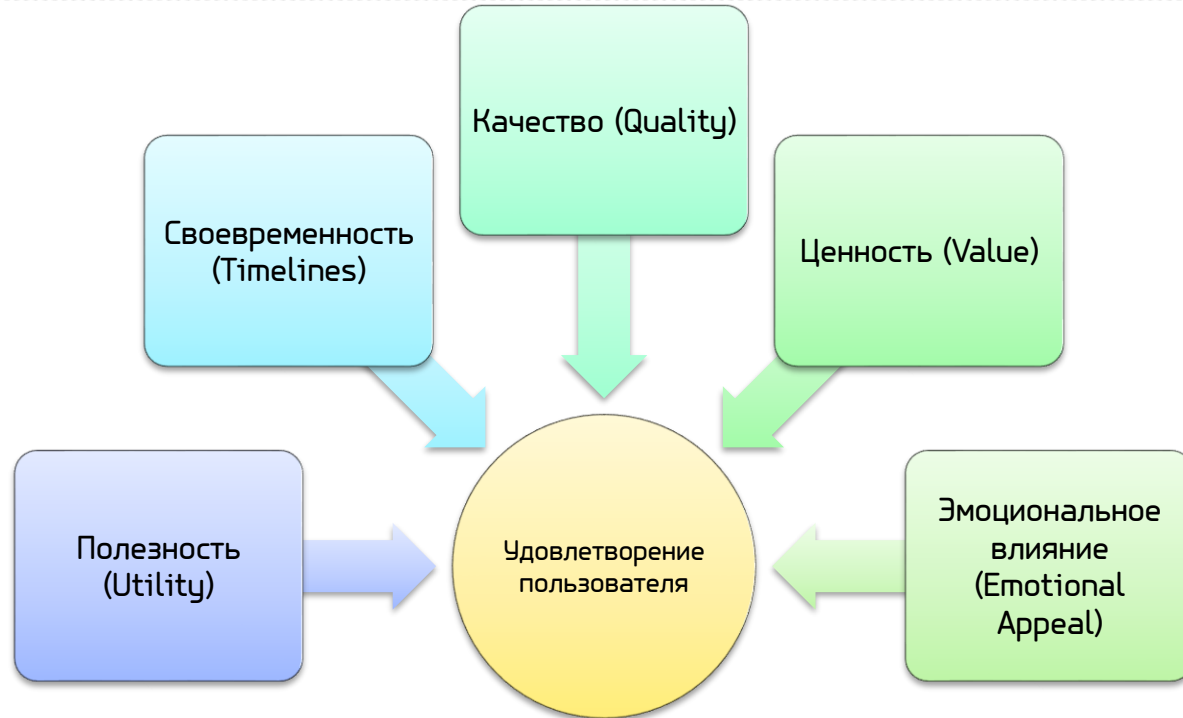 Качество (Quality)
Своевременность
(Timelines)
Ценность (Value)
Полезность
(Utility)
Удовлетворение
пользователя
Эмоциональное
влияние
(Emotional
Appeal)